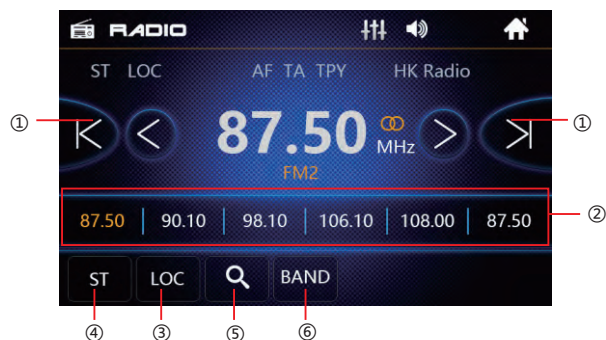 RADIO
ST LOC AF TA TPY HK Radio
① ①
87.50 MHz
FM2
87.50 90.10 98.10 106.10 108.00 87.50 ②
ST LOC BAND
④ ③ ⑤ ⑥